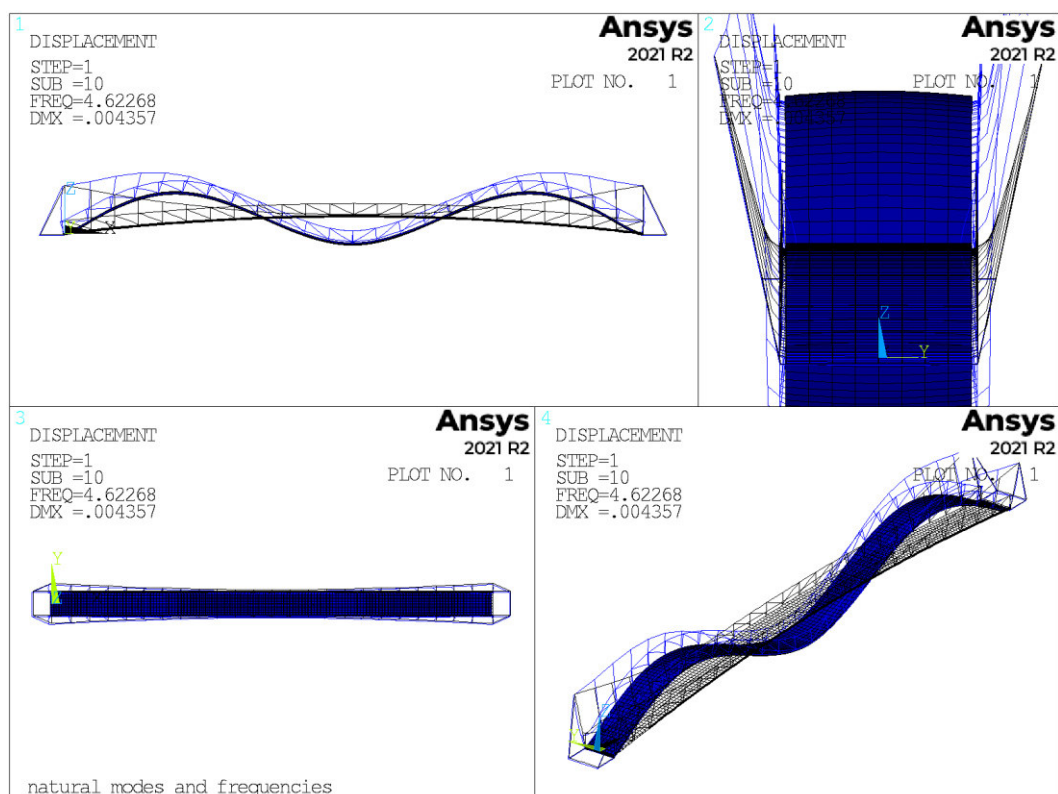 1
Ansys
2021 R2
DISPLACEMENT
STEP=1
SUB =10
FREQ=4.62268
DMX =.004357
PLOT NO. 1
Z
X
2
Ansys
2021 R2
DISPLACEMENT
STEP=1
PLOT NO. 1
Z
Y
3
Ansys
2021 R2
DISPLACEMENT
STEP=1
SUB =10
FREQ=4.62268
DMX =.004357
PLOT NO. 1
Y
natural modes and frequencies
4
Ansys
2021 R2
DISPLACEMENT
STEP=1
SUB =10
FREQ=4.62268
DMX =.004357
PLOT NO. 1
Z
Y